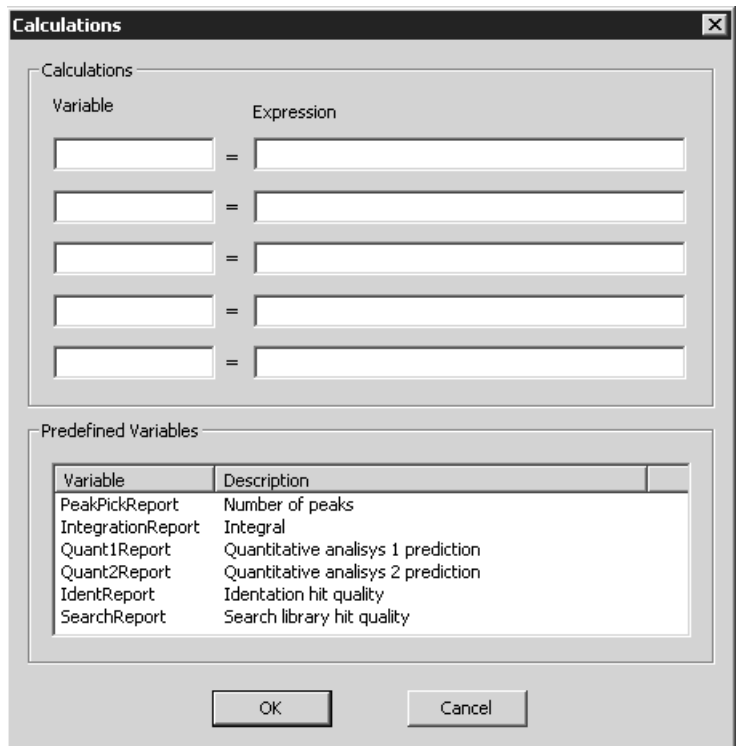 Calculations
Calculations
Variable Expression
=
=
=
=
=
Predefined Variables
Variable Description
PeakPickReport Number of peaks
IntegrationReport Integral
Quant1Report Quantitative analisys 1 prediction
Quant2Report Quantitative analisys 2 prediction
IdentReport Identation hit quality
SearchReport Search library hit quality
OK Cancel